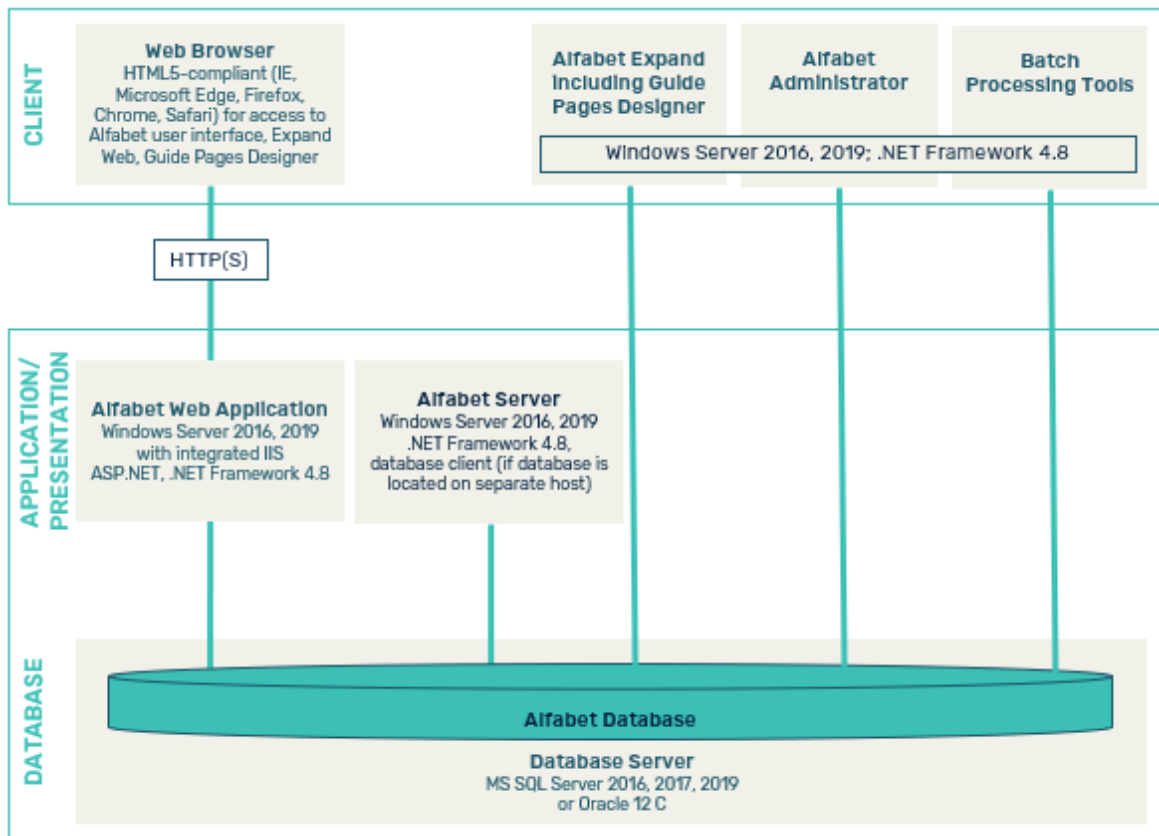 CLIENT
Web Browser
HTML5-compliant (IE,
Microsoft Edge, Firefox,
Chrome, Safari) for access to
Alfabet user interface, Expand
Web, Guide Pages Designer
Alfabet Expand
Including Guide
Pages Designer
Alfabet
Administrator
Batch
Processing Tools
Windows Server 2016, 2019; .NET Framework 4.8
HTTP(S)
APPLICATION/
PRESENTATION
Alfabet Web Application
Windows Server 2016, 2019
with integrated IIS
ASP.NET, .NET Framework 4.8
Alfabet Server
Windows Server 2016, 2019
.NET Framework 4.8,
database client (if database is
located on separate host)
DATABASE
Alfabet Database
Database Server
MS SQL Server 2016, 2017, 2019
or Oracle 12 C